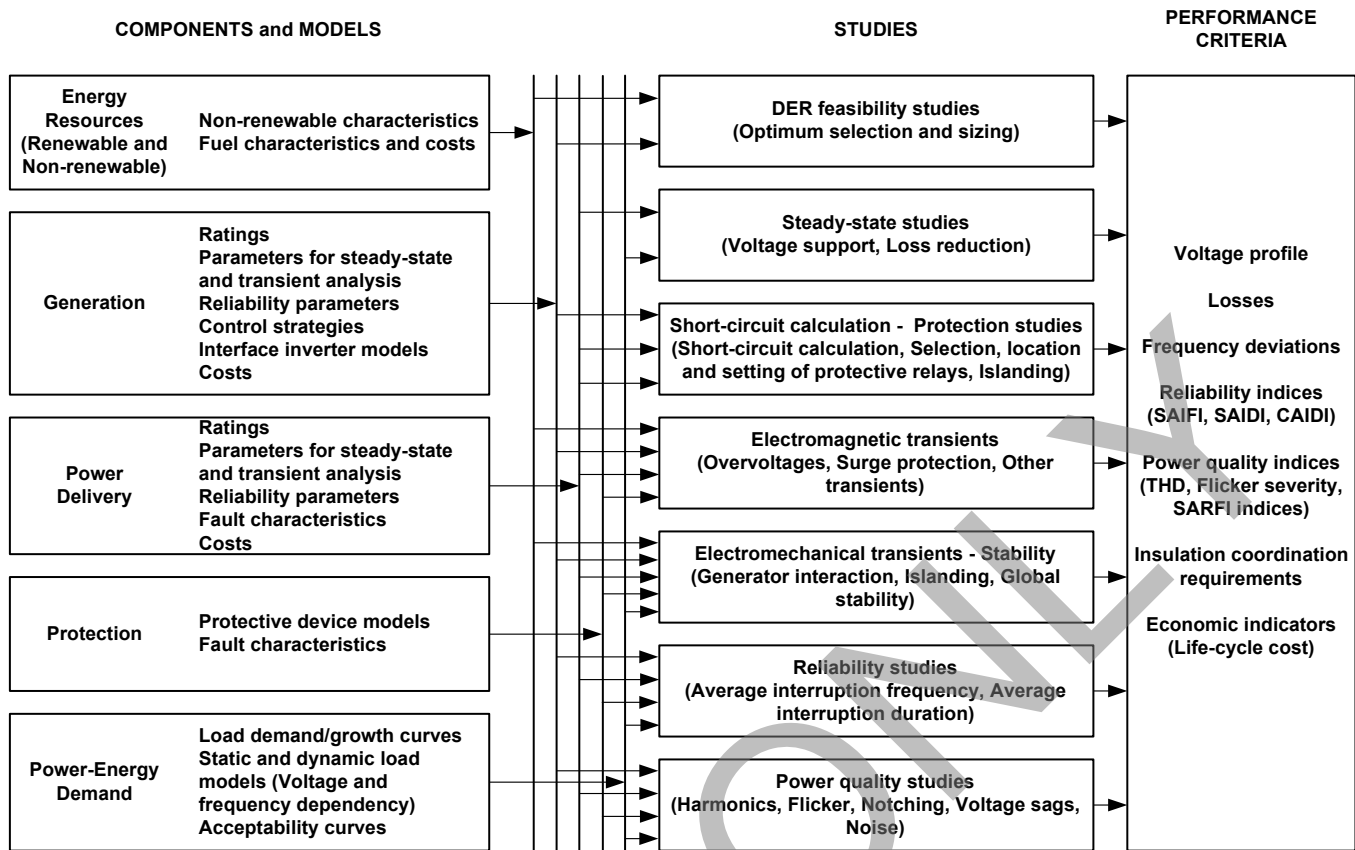 COMPONENTS and MODELS
STUDIES
PERFORMANCE
CRITERIA
Energy
Resources
(Renewable and
Non-renewable)
Non-renewable characteristics
Fuel characteristics and costs
Generation
Ratings
Parameters for steady-state
and transient analysis
Reliability parameters
Control strategies
Interface inverter models
Costs
Power
Delivery
Ratings
Parameters for steady-state
and transient analysis
Reliability parameters
Fault characteristics
Costs
Protection
Protective device models
Fault characteristics
Power-Energy
Demand
Load demand/growth curves
Static and dynamic load
models (Voltage and
frequency dependency)
Acceptability curves
DER feasibility studies
(Optimum selection and sizing)
Steady-state studies
(Voltage support, Loss reduction)
Short-circuit calculation - Protection studies
(Short-circuit calculation, Selection, location
and setting of protective relays, Islanding)
Electromagnetic transients
(Overvoltages, Surge protection, Other
transients)
Electromechanical transients - Stability
(Generator interaction, Islanding, Global
stability)
Reliability studies
(Average interruption frequency, Average
interruption duration)
Power quality studies
(Harmonics, Flicker, Notching, Voltage sags,
Noise)
Voltage profile
Losses
Frequency deviations
Reliability indices
(SAIFI, SAIDI, CAIDI)
Power quality indices
(THD, Flicker severity,
SARFI indices)
Insulation coordination
requirements
Economic indicators
(Life-cycle cost)
ONLY